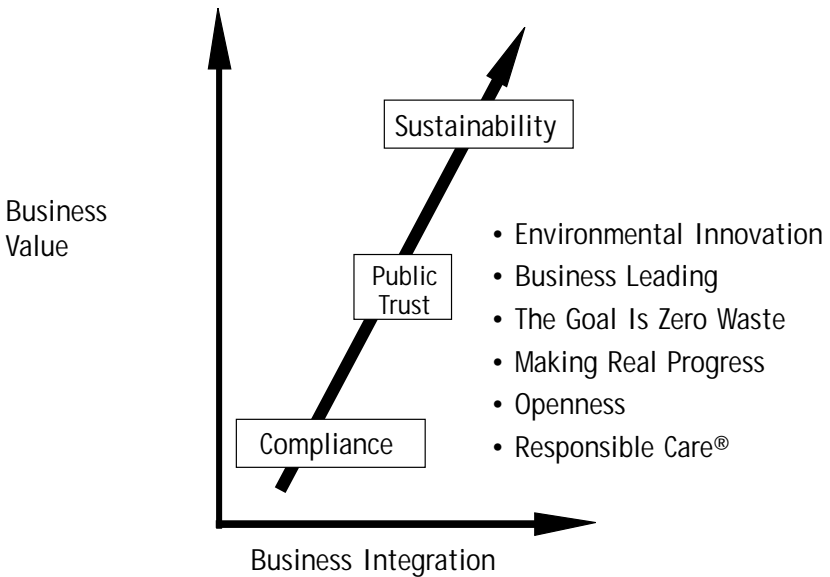 Sustainability
Business
Value
Public
Trust
Compliance
• Environmental Innovation
• Business Leading
• The Goal Is Zero Waste
• Making Real Progress
• Openness
• Responsible Care®
Business Integration